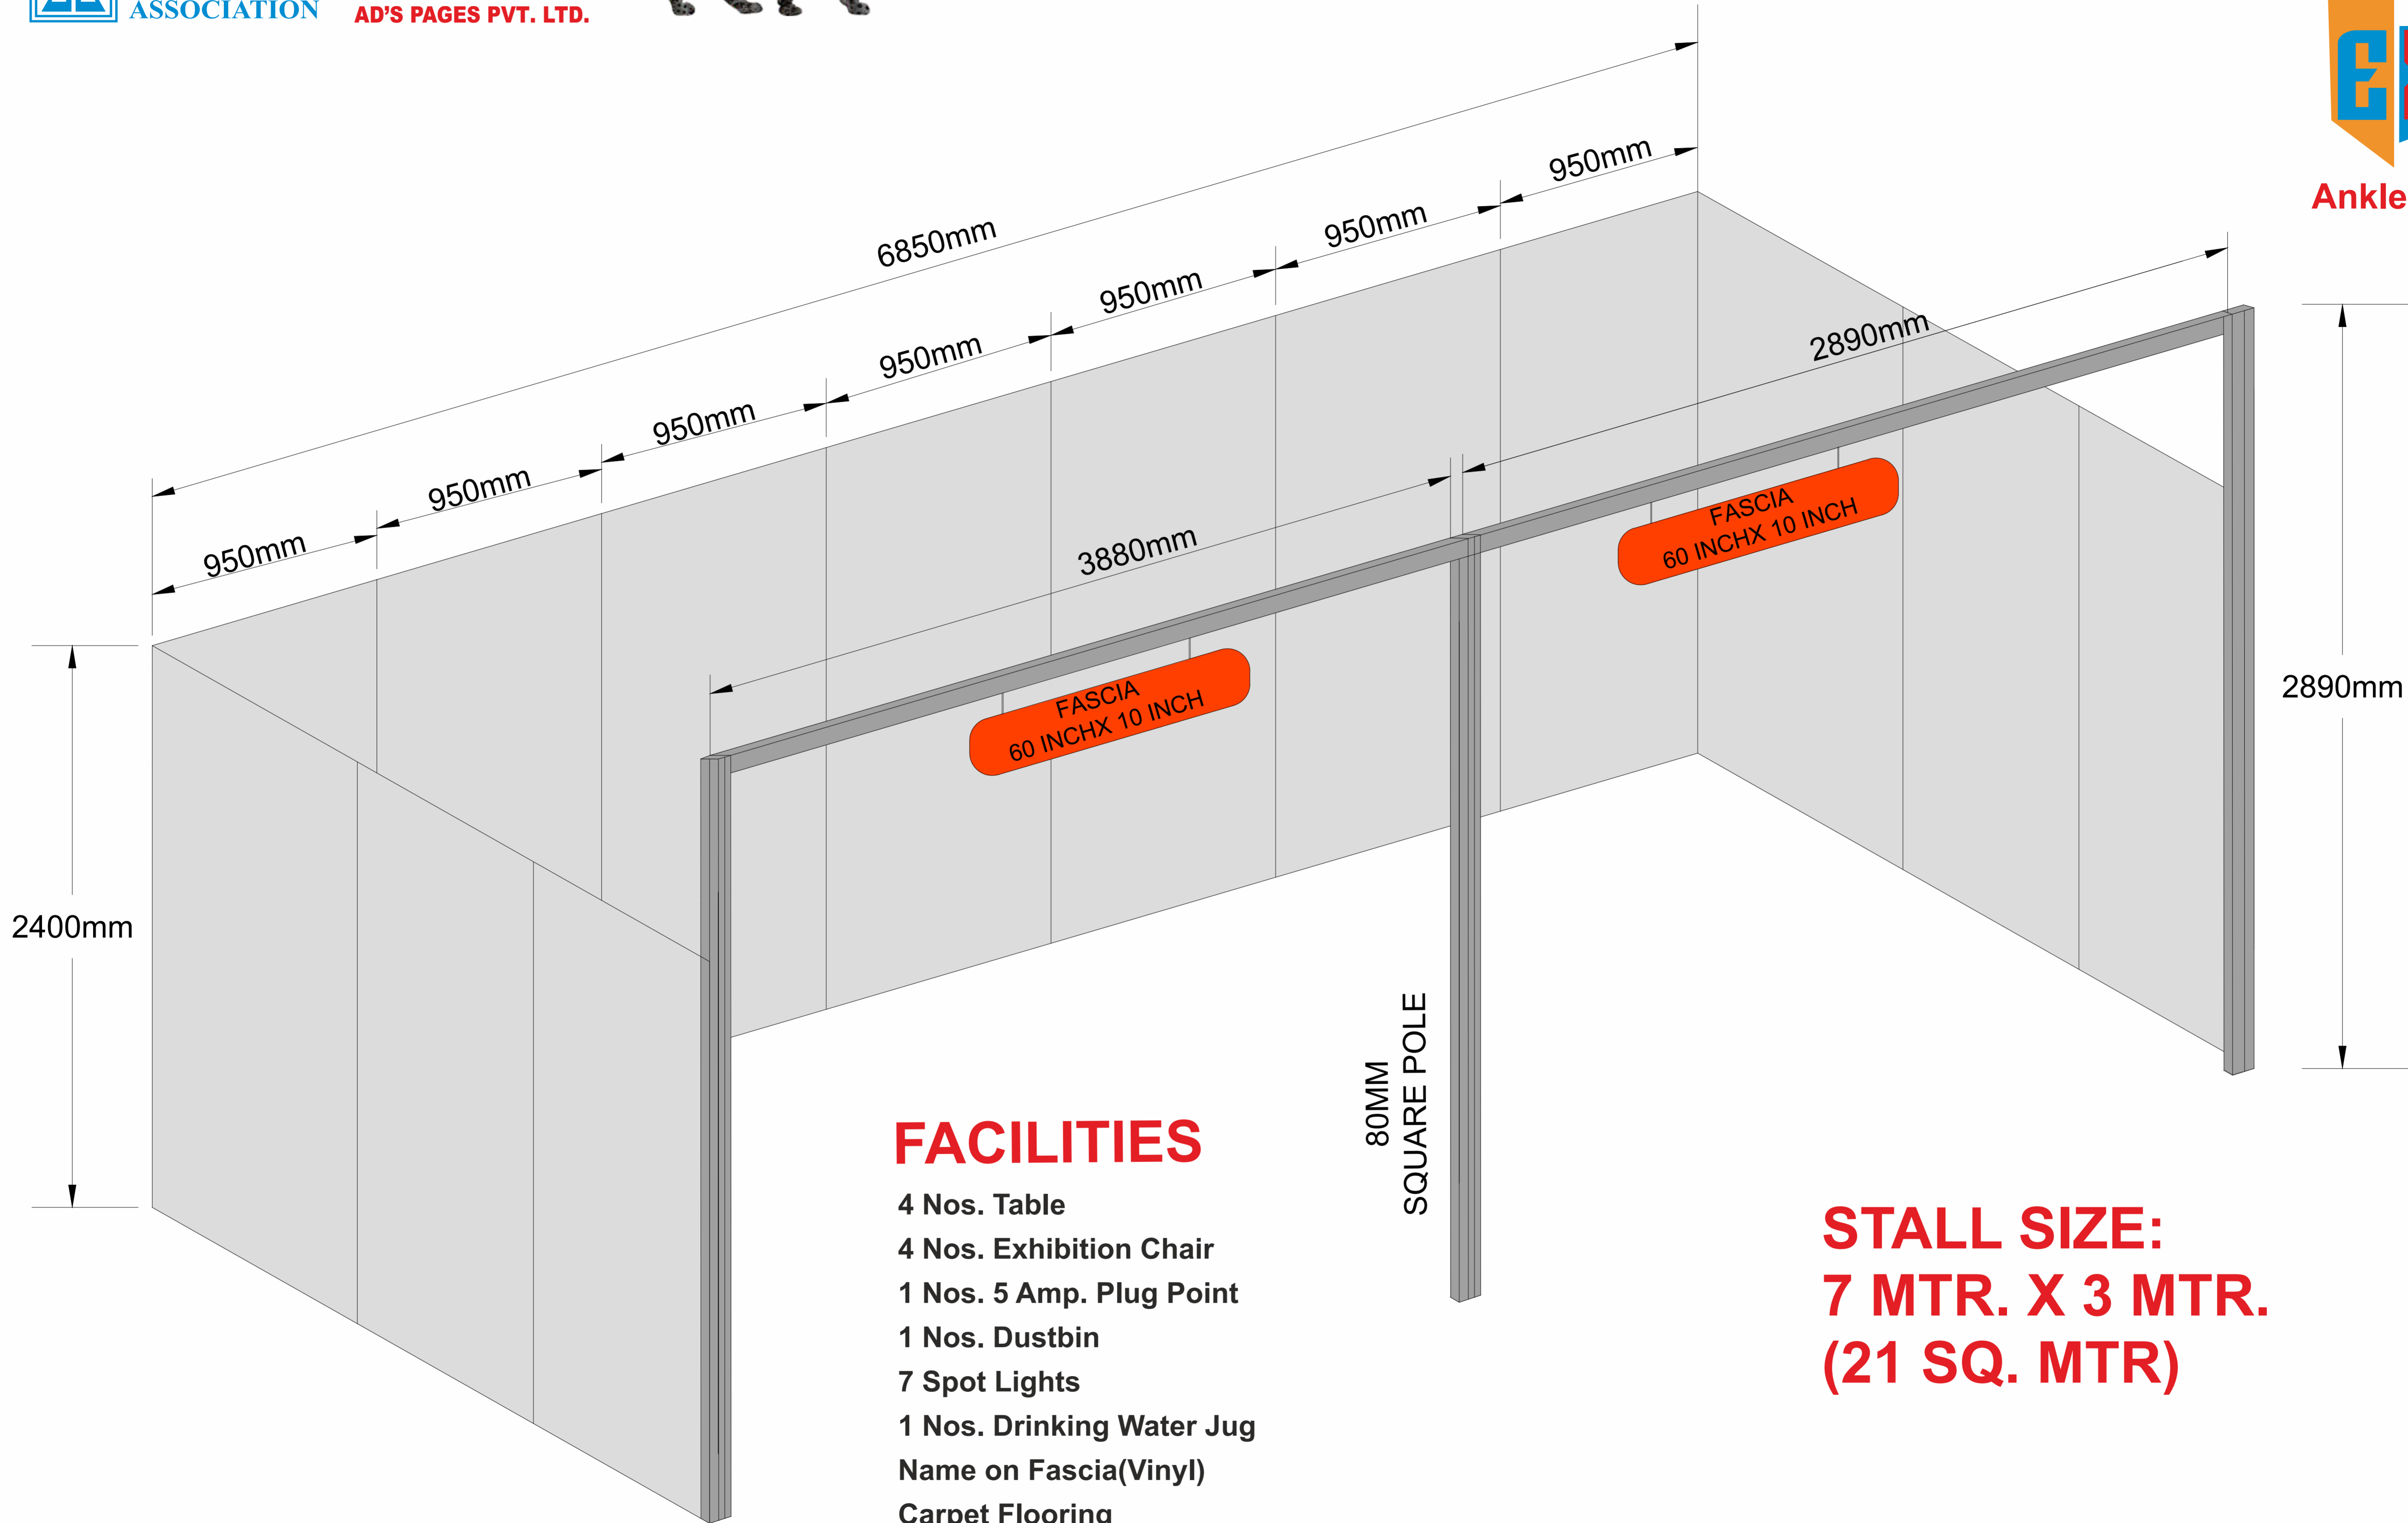 ASSOCIATION
AD'S PAGES PVT. LTD.
Ankle
6850mm
950mm
950mm
950mm
950mm
950mm
950mm
950mm
2890mm
3880mm
FASCIA
60 INCHX 10 INCH
FASCIA
60 INCHX 10 INCH
2400mm
2890mm
80MM
SQUARE POLE
FACILITIES
4 Nos. Table
4 Nos. Exhibition Chair
1 Nos. 5 Amp. Plug Point
1 Nos. Dustbin
7 Spot Lights
1 Nos. Drinking Water Jug
Name on Fascia(Vinyl)
Carpet Flooring
STALL SIZE:
7 MTR. X 3 MTR.
(21 SQ. MTR)